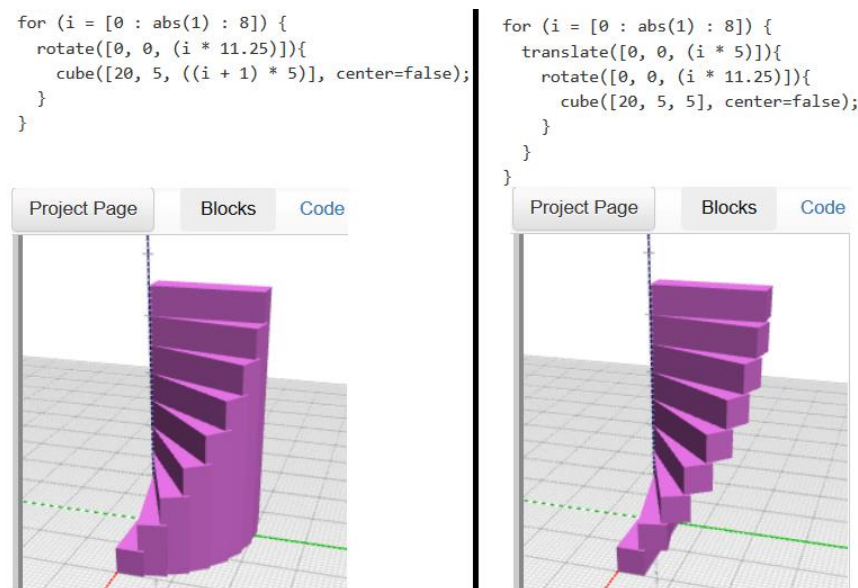 for (i = [0 : abs(1) : 8]) {
  rotate([0, 0, (i * 11.25)]){
    cube([20, 5, ((i + 1) * 5)], center=false);
  }
}
Project Page Blocks Code
for (i = [0 : abs(1) : 8]) {
  translate([0, 0, (i * 5)]){
    rotate([0, 0, (i * 11.25)]){
      cube([20, 5, 5], center=false);
    }
  }
}
Project Page Blocks Code